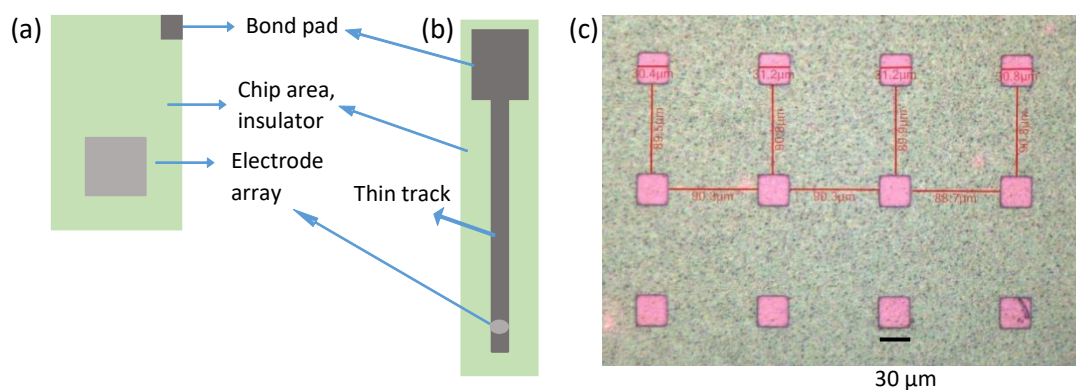 (a)
Bond pad
Chip area,
insulator
Electrode
array
(b)
Thin track
(c)
30.4µm
31.2µm
31.2µm
30.8µm
89.5µm
90.8µm
89.9µm
90.8µm
90.3µm
90.3µm
88.7µm
30 µm